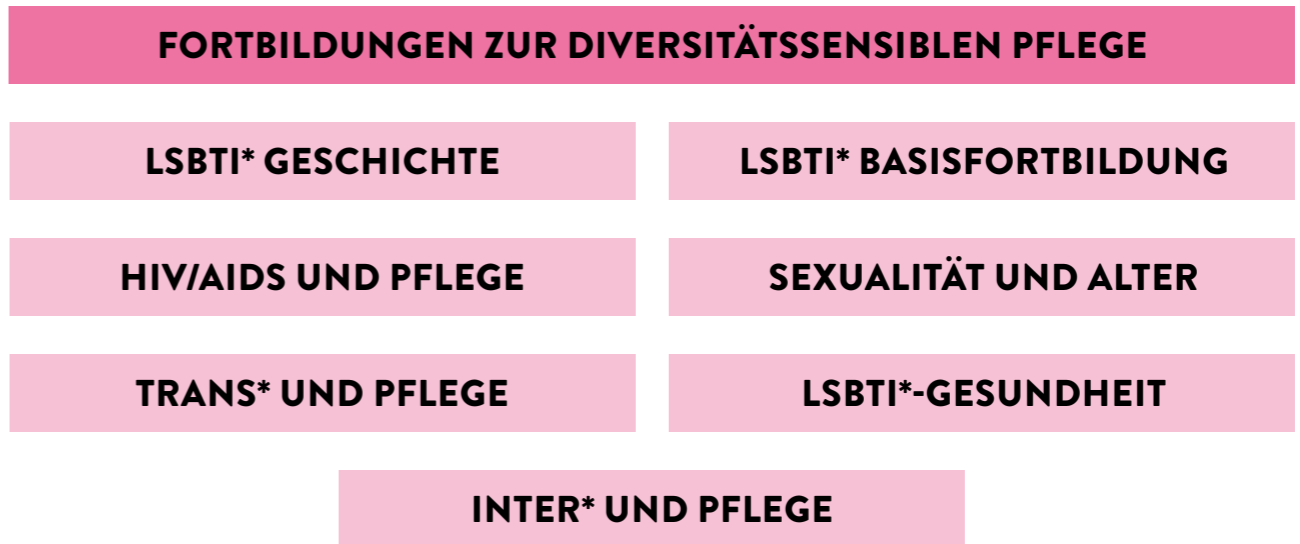 FORTBILDUNGEN ZUR DIVERSITÄTSSENSIBLEN PFLEGE
LSBTI* GESCHICHTE
LSBTI* BASISFORTBILDUNG
HIV/AIDS UND PFLEGE
SEXUALITÄT UND ALTER
TRANS* UND PFLEGE
LSBTI*-GESUNDHEIT
INTER* UND PFLEGE